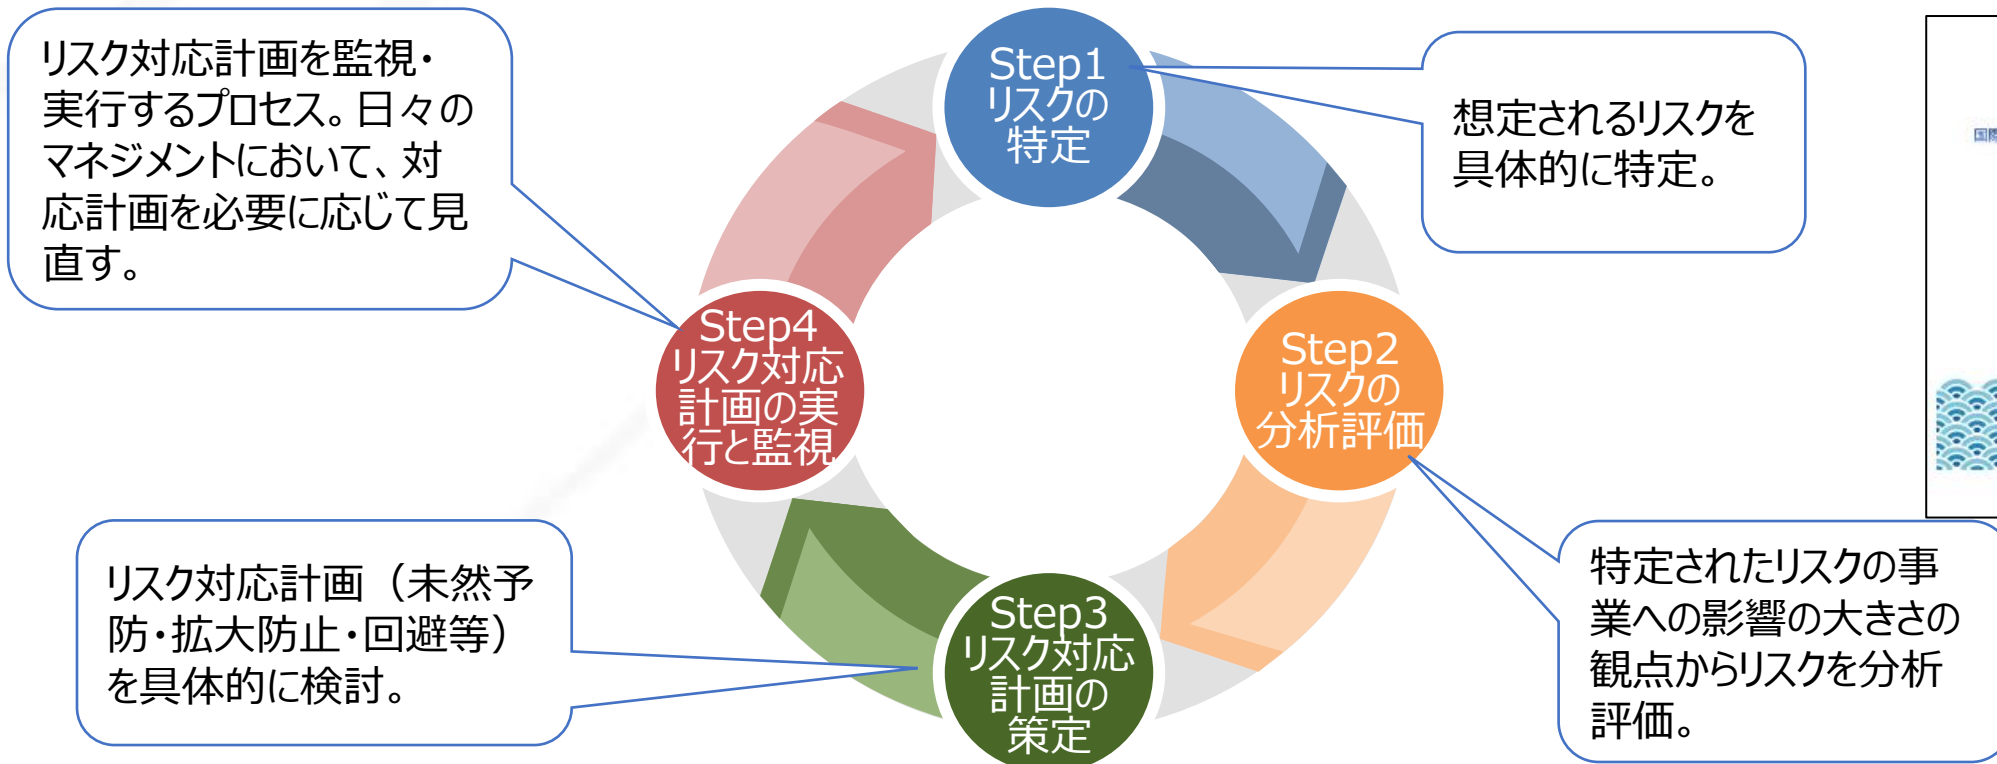 リスク対応計画を監視・
実行するプロセス。日々の
マネジメントにおいて、対
応計画を必要に応じて見
直す。
Step1
リスクの
特定
想定されるリスクを
具体的に特定。
Step4
リスク対応
計画の実
行と監視
Step2
リスクの
分析評価
リスク対応計画（未然予
防・拡大防止・回避等）
を具体的に検討。
Step3
リスク対応
計画の
策定
特定されたリスクの事
業への影響の大きさの
観点からリスクを分析
評価。